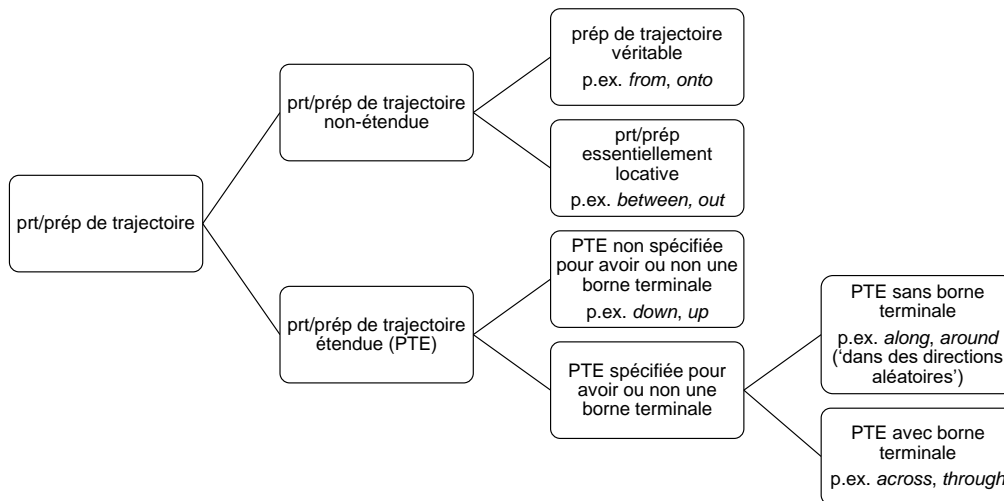 prt/prép de trajectoire
prt/prép de trajectoire
non-étendue
prép de trajectoire
véritable
p.ex. from, onto
prt/prép
essentiellement
locative
p.ex. between, out
prt/prép de trajectoire
étendue (PTE)
PTE non spécifiée
pour avoir ou non une
borne terminale
p.ex. down, up
PTE spécifiée pour
avoir ou non une
borne terminale
PTE sans borne
terminale
p.ex. along, around
(‘dans des directions
aléatoires’)
PTE avec borne
terminale
p.ex. across, through